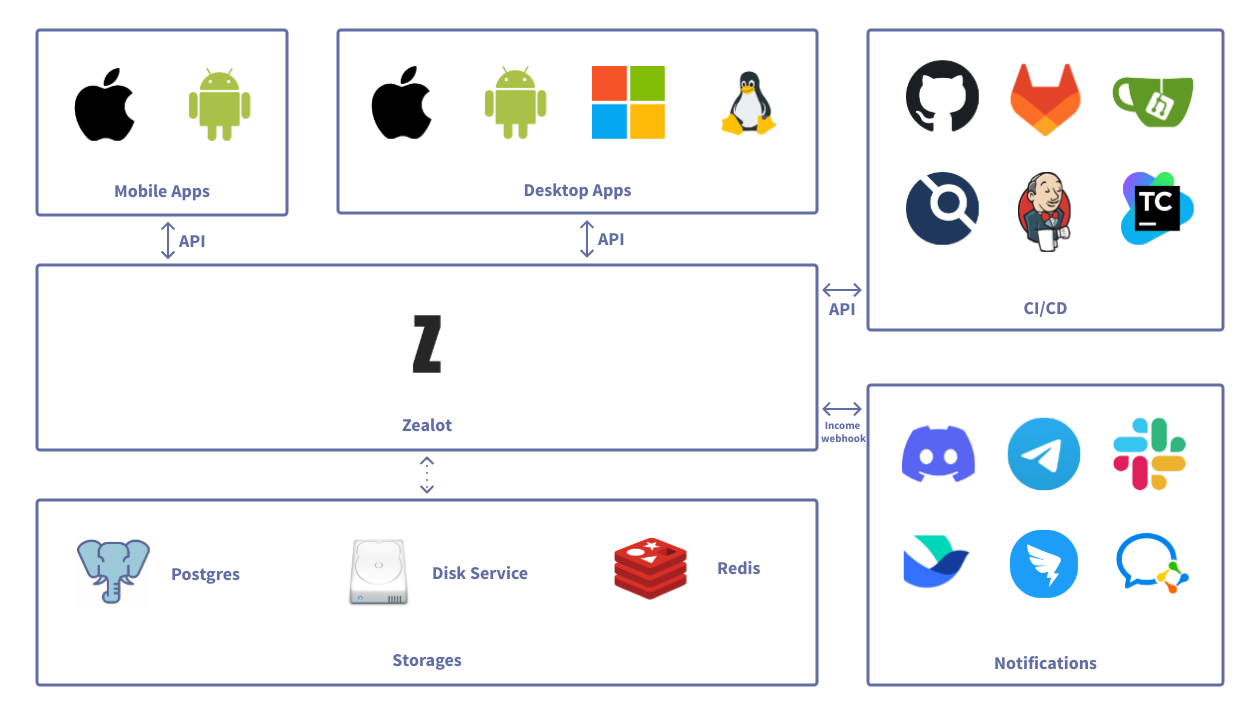 Mobile Apps
Desktop Apps
API
API
TC
API
CI/CD
Z
Zealot
Income
webhook
Postgres
Disk Service
Redis
Storages
Notifications